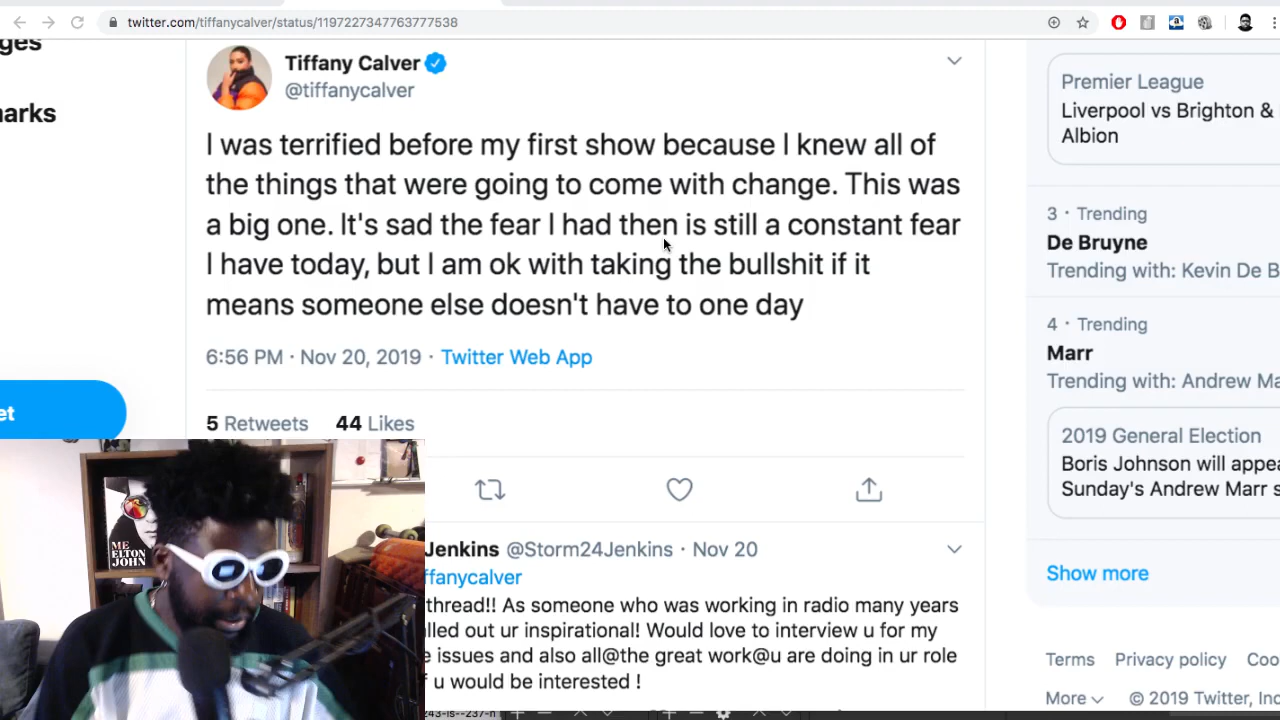 twitter.com/tiffanycalver/status/1197227347763777538
ges
arks
et
Tiffany Calver
@tiffanycalver
I was terrified before my first show because I knew all of
the things that were going to come with change. This was
a big one. It's sad the fear I had then is still a constant fear
I have today, but I am ok with taking the bullshit if it
means someone else doesn't have to one day
6:56 PM · Nov 20, 2019 · Twitter Web App
5 Retweets 44 Likes
Jenkins @Storm24Jenkins · Nov 20
ffanycalver
thread!! As someone who was working in radio many years
lled out ur inspirational! Would love to interview u for my
e issues and also all@the great work@u are doing in ur role
f u would be interested !
Premier League
Liverpool vs Brighton &
Albion
3 · Trending
De Bruyne
Trending with: Kevin De B
4 · Trending
Marr
Trending with: Andrew Ma
2019 General Election
Boris Johnson will appea
Sunday's Andrew Marr s
Show more
Terms Privacy policy Coo
More © 2019 Twitter, Inc
ME
ELTON
JOHN